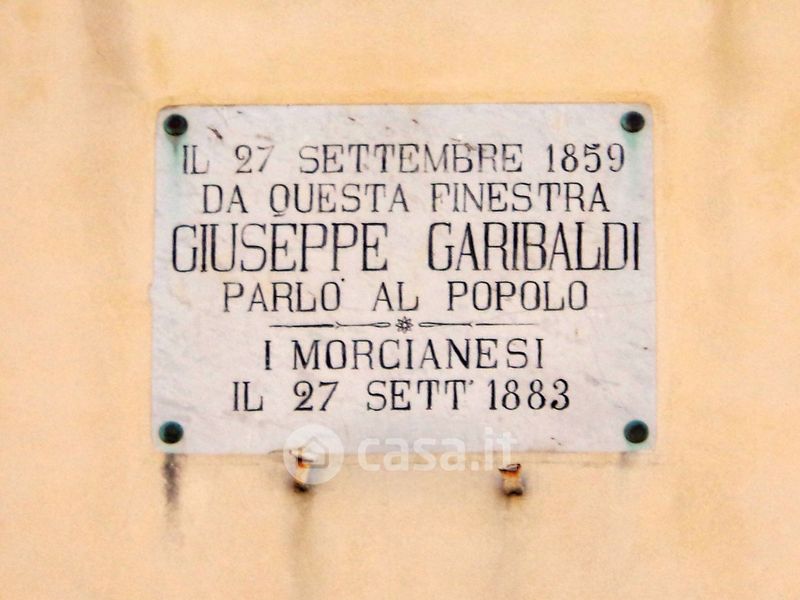 IL 27 SETTEMBRE 1859
DA QUESTA FINESTRA
GIUSEPPE GARIBALDI
PARLO' AL POPOLO
I MORCIANESI
IL 27 SETT' 1883
casa.it